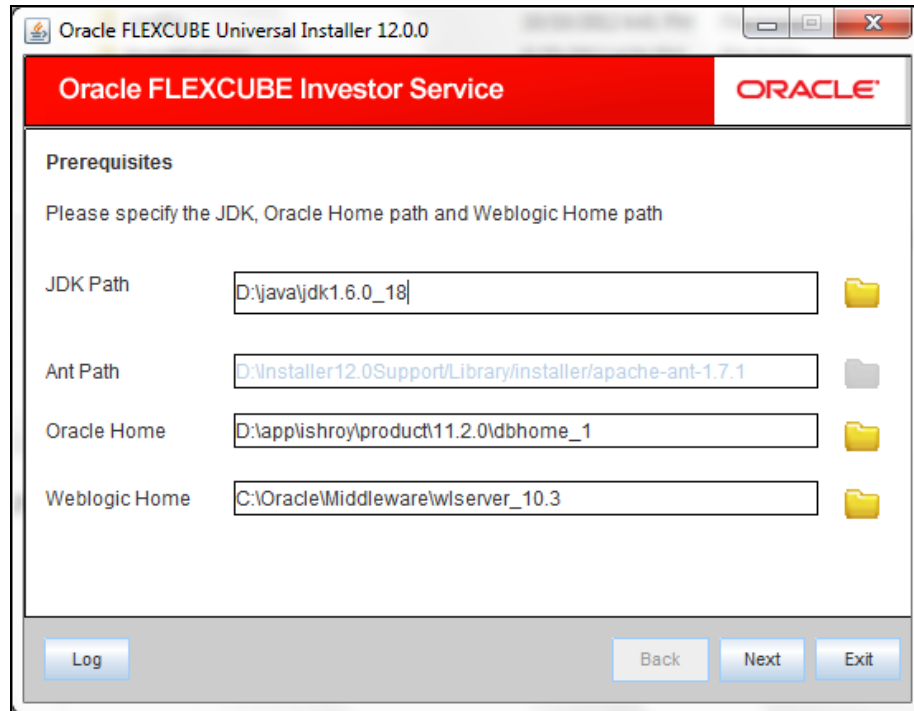 Oracle FLEXCUBE Universal Installer 12.0.0
Oracle FLEXCUBE Investor Service
ORACLE
Prerequisites
Please specify the JDK, Oracle Home path and Weblogic Home path
JDK Path
D:\java\jdk1.6.0_18
Ant Path
D:\Installer12.0Support/Library/installer/apache-ant-1.7.1
Oracle Home
D:\app\ishroy\product\11.2.0\dbhome_1
Weblogic Home
C:\Oracle\Middleware\wlserver_10.3
Log
Back
Next
Exit